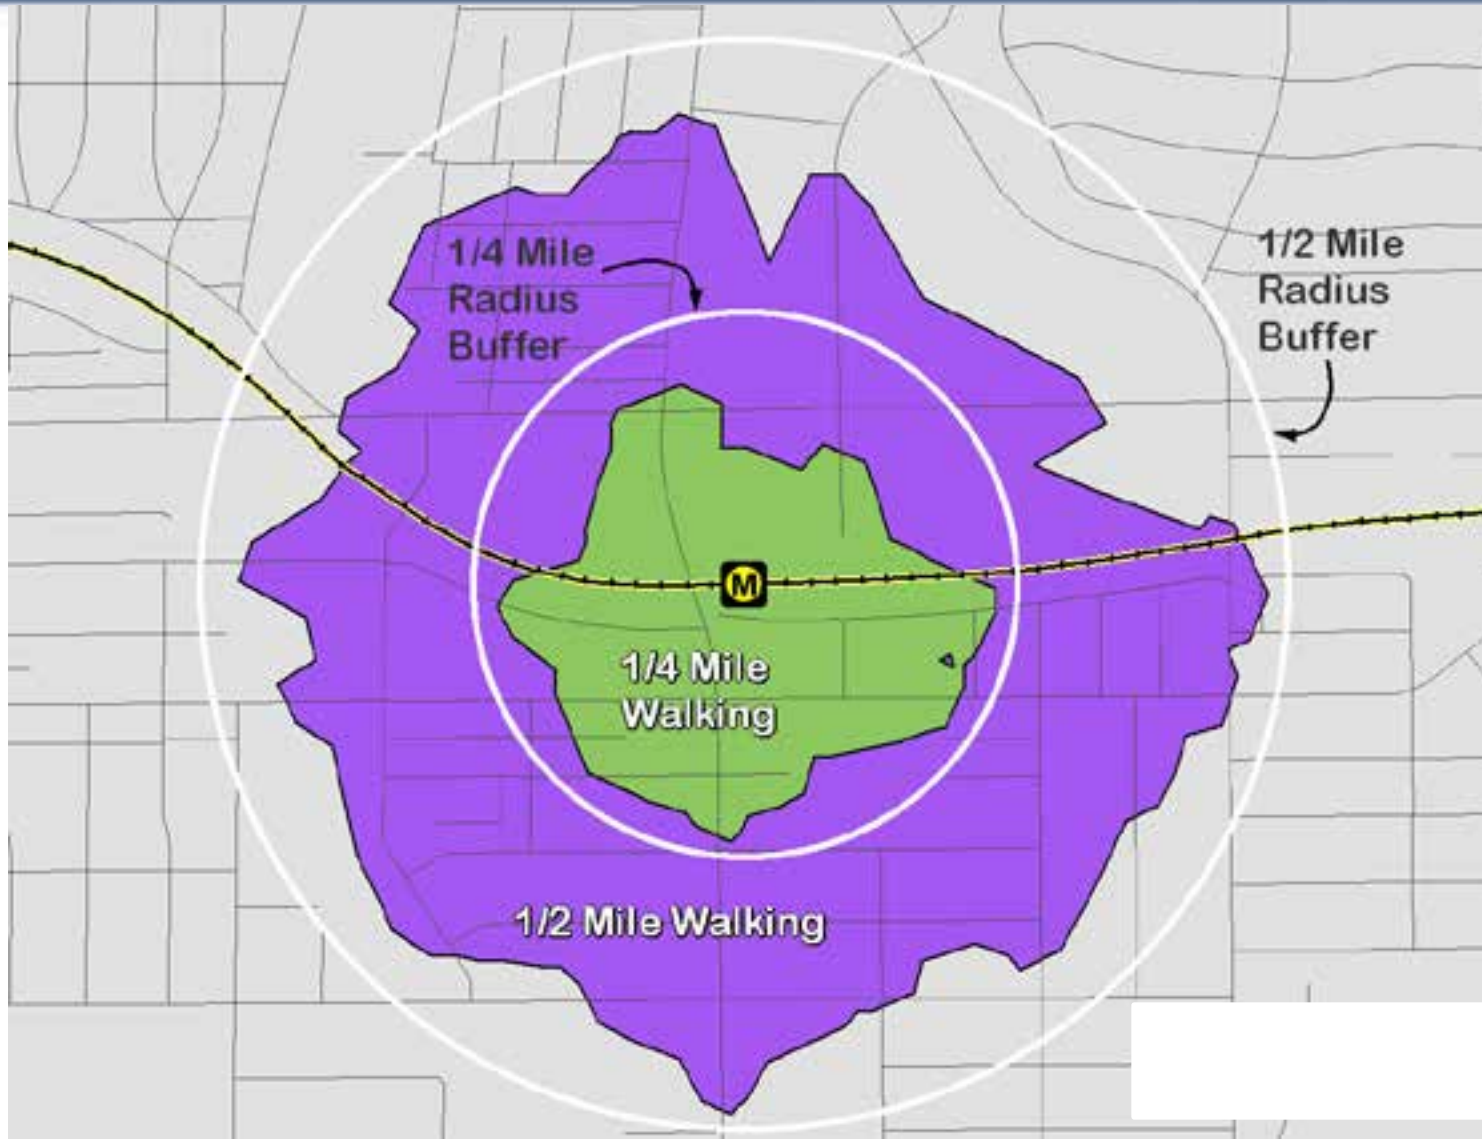 1/4 Mile
Radius
Buffer
1/2 Mile
Radius
Buffer
M
1/4 Mile
Walking
1/2 Mile Walking